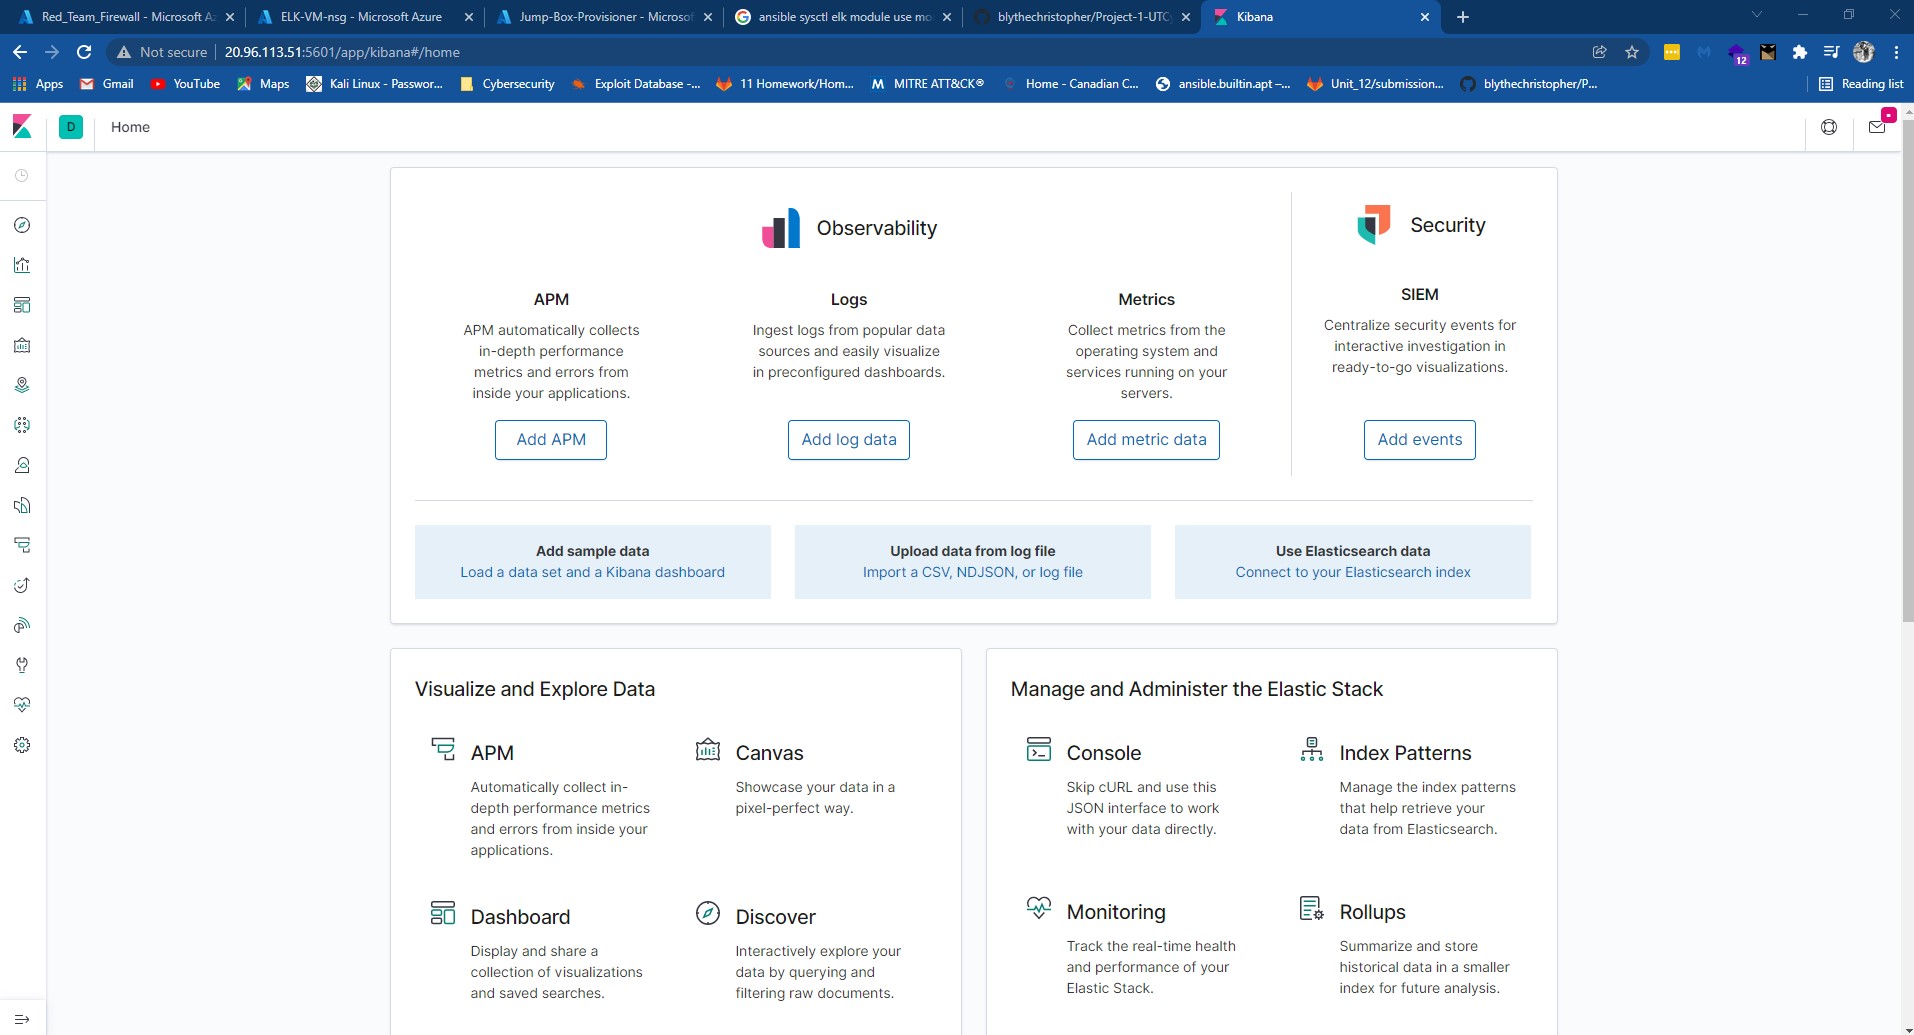 Red_Team_Firewall - Microsoft Az
ELK-VM-nsg - Microsoft Azure
Jump-Box-Provisioner - Microsof
ansible sysctl elk module use mo
blythechristopher/Project-1-UTCy
Kibana
Not secure
20.96.113.51:5601/app/kibana#/home
12
Apps
Gmail
YouTube
Maps
Kali Linux - Passwor...
Cybersecurity
Exploit Database -...
11 Homework/Hom...
MITRE ATT&CK®
Home - Canadian C...
ansible.builtin.apt –...
Unit_12/submission...
blythechristopher/P...
Reading list
D
Home
Observability
Security
APM
APM automatically collects
in-depth performance
metrics and errors from
inside your applications.
Add APM
Logs
Ingest logs from popular data
sources and easily visualize
in preconfigured dashboards.
Add log data
Metrics
Collect metrics from the
operating system and
services running on your
servers.
Add metric data
SIEM
Centralize security events for
interactive investigation in
ready-to-go visualizations.
Add events
Add sample data
Load a data set and a Kibana dashboard
Upload data from log file
Import a CSV, NDJSON, or log file
Use Elasticsearch data
Connect to your Elasticsearch index
Visualize and Explore Data
APM
Automatically collect in-
depth performance metrics
and errors from inside your
applications.
Canvas
Showcase your data in a
pixel-perfect way.
Dashboard
Display and share a
collection of visualizations
and saved searches.
Discover
Interactively explore your
data by querying and
filtering raw documents.
Manage and Administer the Elastic Stack
Console
Skip cURL and use this
JSON interface to work
with your data directly.
Index Patterns
Manage the index patterns
that help retrieve your
data from Elasticsearch.
Monitoring
Track the real-time health
and performance of your
Elastic Stack.
Rollups
Summarize and store
historical data in a smaller
index for future analysis.